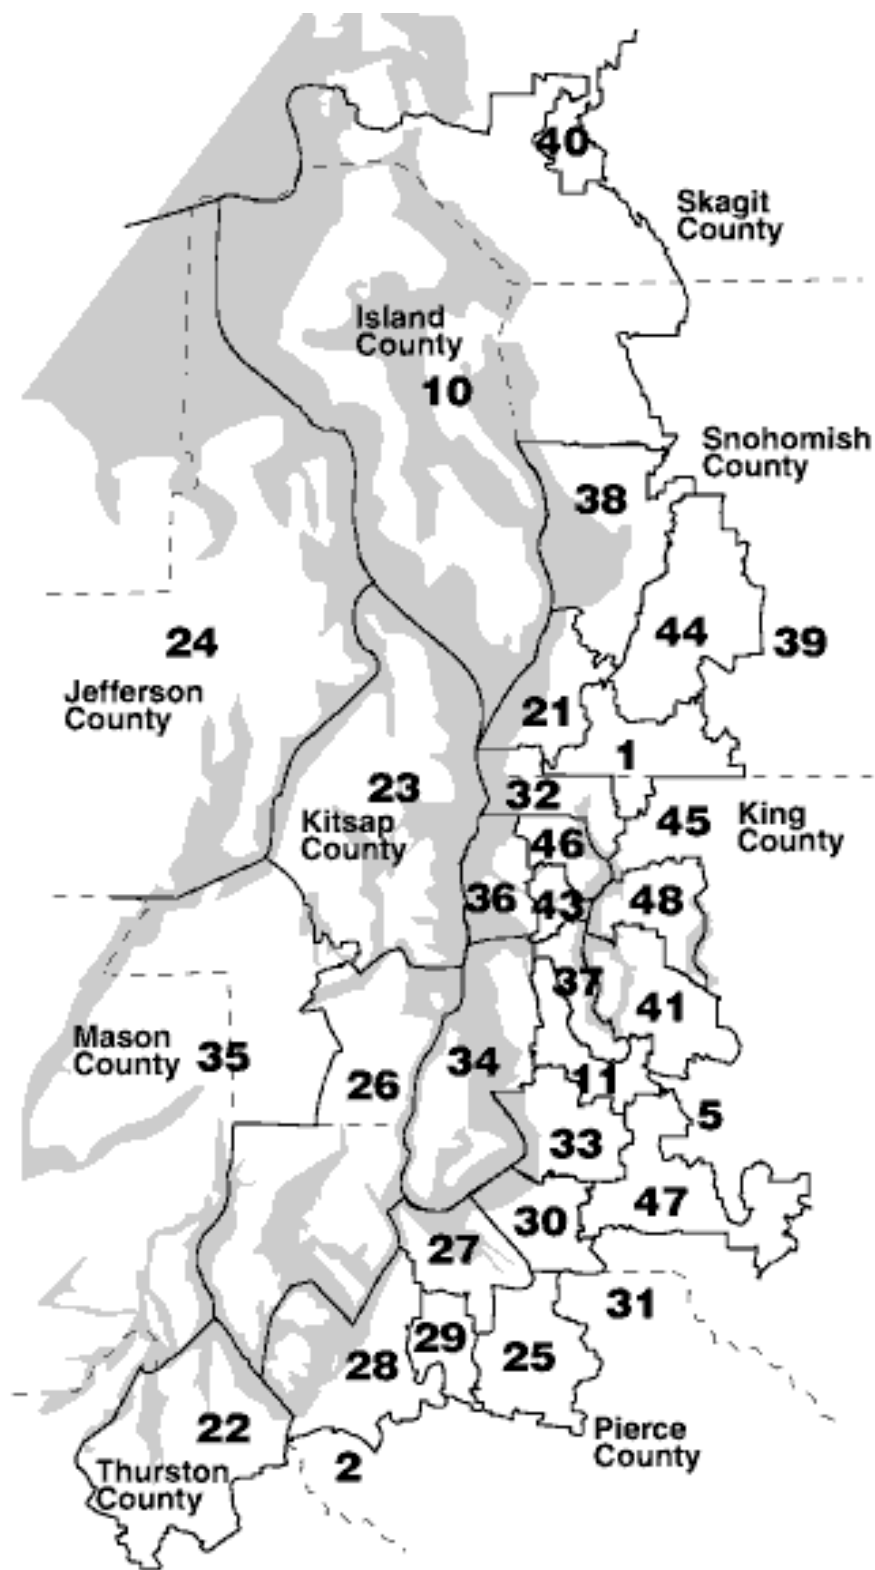 40
Skagit
County
Island
County
10
Snohomish
County
38
24
44
39
Jefferson
County
21
1
23
32
Kitsap
County
45
King
County
46
36
43
48
37
41
Mason
County
35
34
26
11
5
33
47
30
27
31
29
28
25
22
Pierce
County
2
Thurston
County